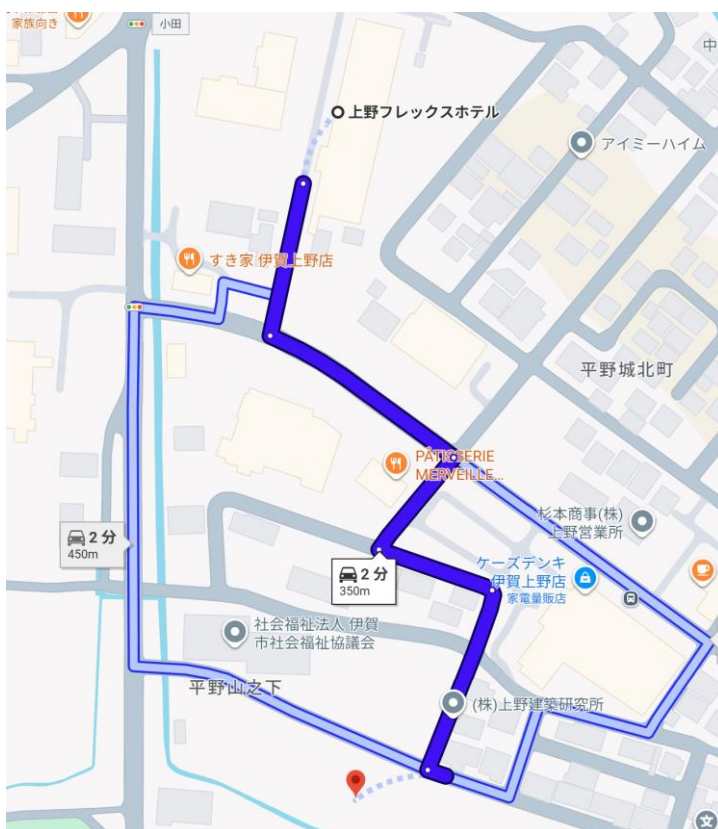 家族向き
小田
中
上野フレックスホテル
アイミーハイム
すき家 伊賀上野店
平野城北町
PÂTISSERIE
MERVEILLE...
杉本商事(株)
上野営業所
2 分
450m
ケーズデンキ
伊賀上野店
家電量販店
2 分
350m
社会福祉法人 伊賀
市社会福祉協議会
平野山之下
(株)上野建築研究所
文